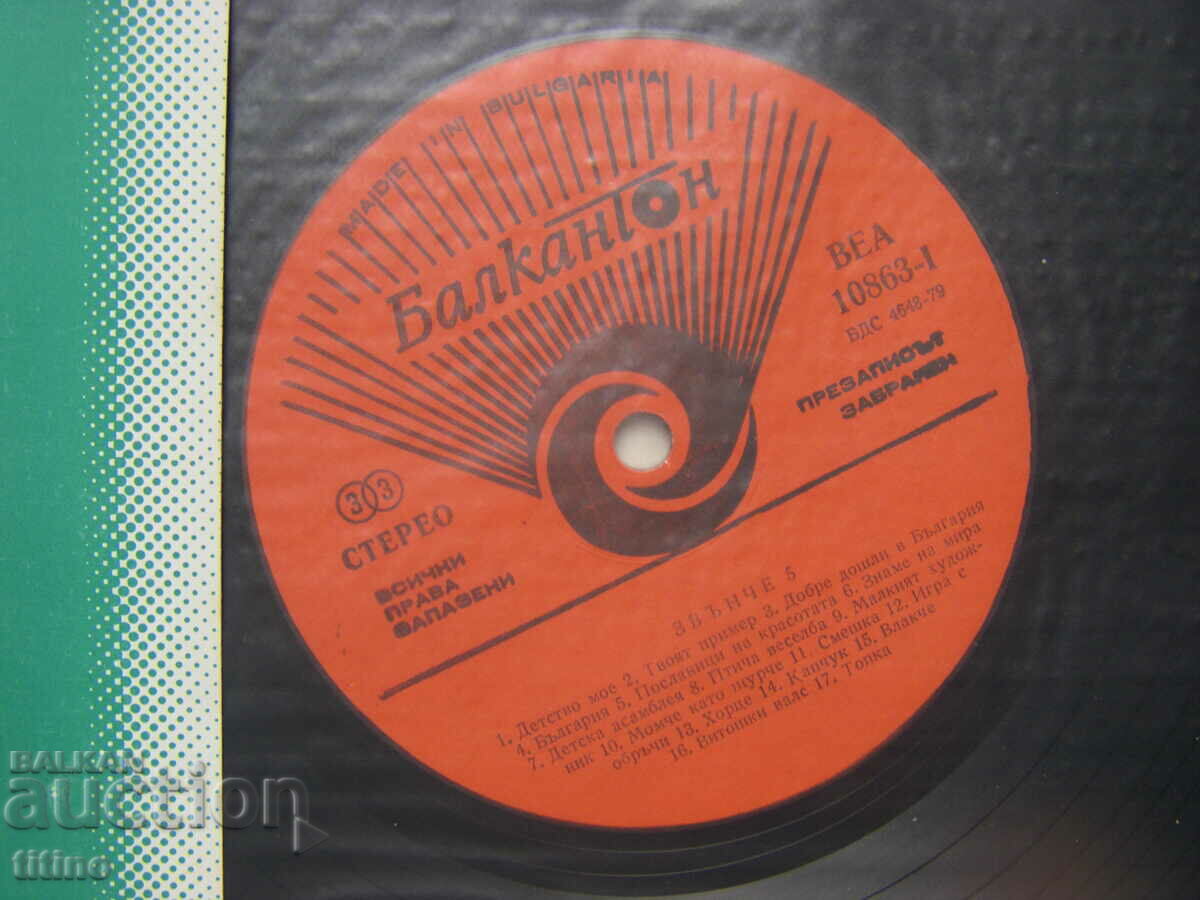 MADE IN BULGARIA
Балкантон
ВЕА
10863-1
БДС 4648-79
ПРЕЗАПИСЪТ
ЗАБРАНЕН
33
СТЕРЕО
ВСИЧКИ
ПРАВА
ЗАПАЗЕНИ
ЗВЪНЧЕ 5
1. Детство мое 2. Твоят пример 3. Добре дошли в България
4. България 5. Посланици на красотата 6. Знаме на мира
7. Детска асамблея 8. Птича веселба 9. Малкият худож-
ник 10. Момче като щурче 11. Смешка 12. Игра с
обръчи 13. Хорце 14. Капчук 15. Влакче
16. Витошки валс 17. Топка
BALKAN
auction
titino